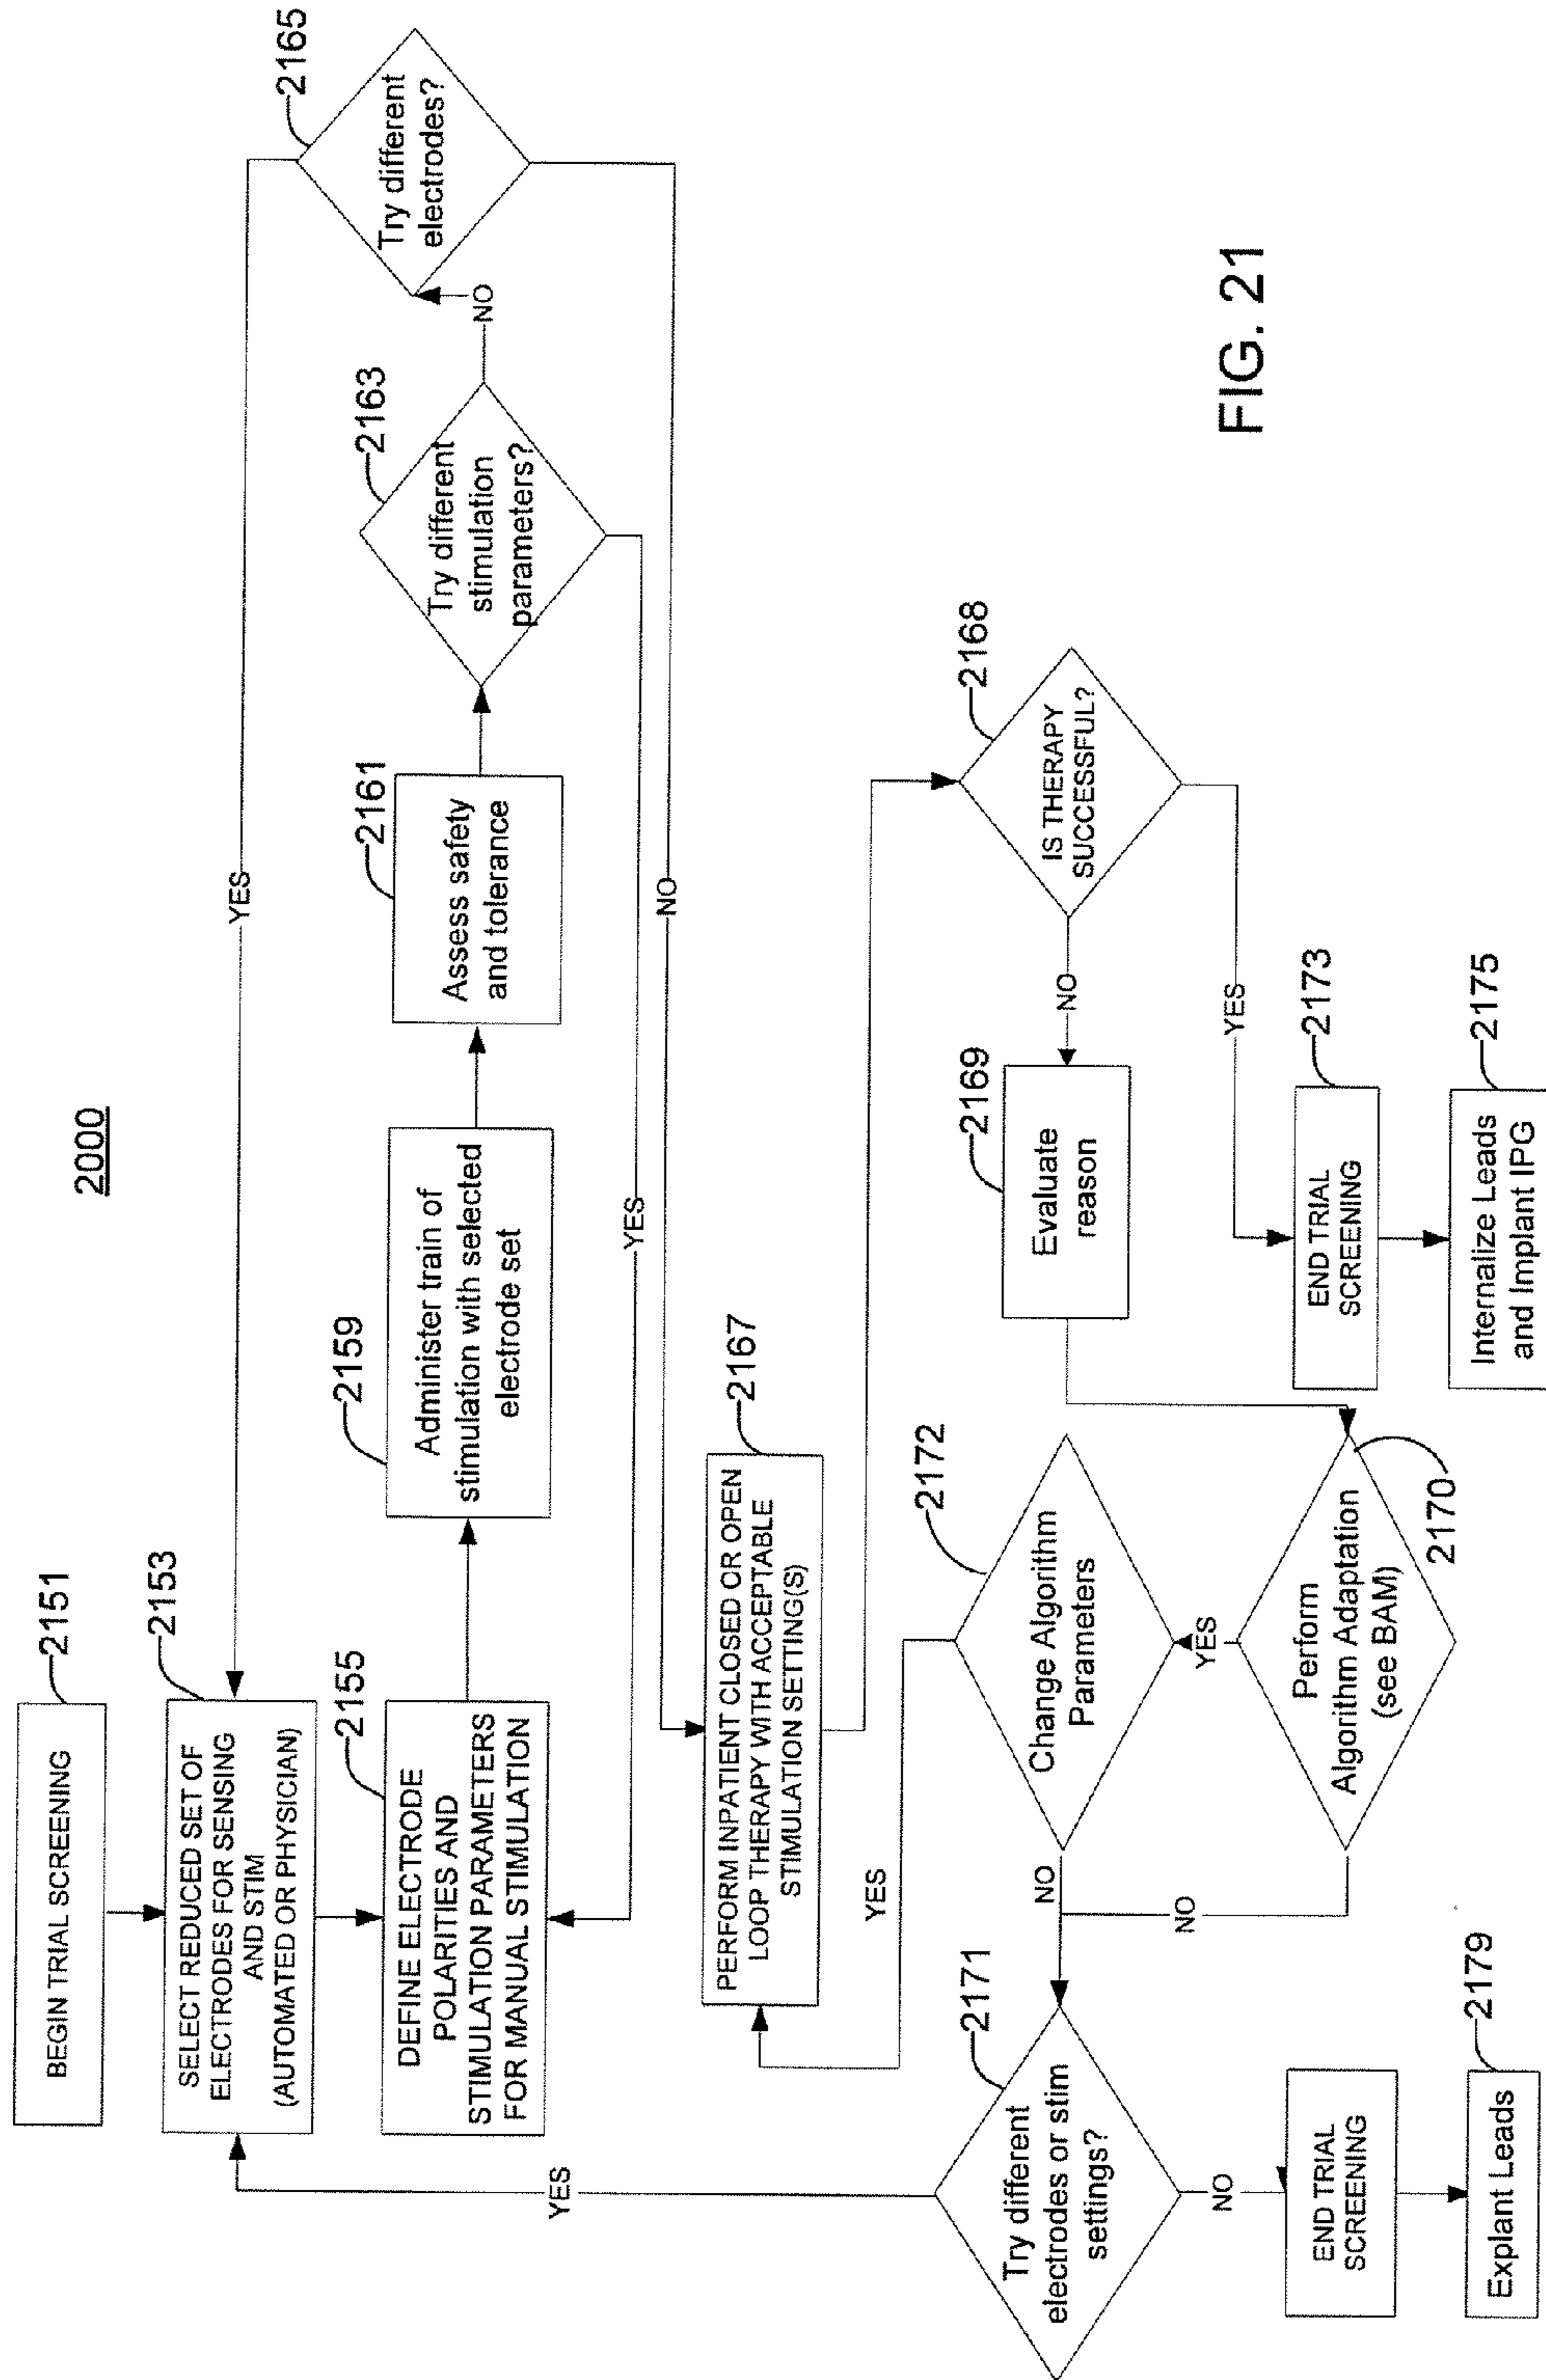 2000
BEGIN TRIAL SCREENING
2151
SELECT REDUCED SET OF
ELECTRODES FOR SENSING
AND STIM
(AUTOMATED OR PHYSICIAN)
2153
DEFINE ELECTRODE
POLARITIES AND
STIMULATION PARAMETERS
FOR MANUAL STIMULATION
2155
Administer train of
stimulation with selected
electrode set
2159
Assess safety
and tolerance
2161
Try different
stimulation
parameters?
2163
NO
YES
Try different
electrodes?
2165
YES
NO
PERFORM INPATIENT CLOSED OR OPEN
LOOP THERAPY WITH ACCEPTABLE
STIMULATION SETTING(S)
2167
IS THERAPY
SUCCESSFUL?
2168
NO
YES
Evaluate
reason
2169
Perform
Algorithm Adaptation
(see BAM)
2170
YES
NO
Change Algorithm
Parameters
2172
YES
NO
Try different
electrodes or stim
settings?
2171
YES
NO
END TRIAL
SCREENING
Explant Leads
2179
END TRIAL
SCREENING
2173
Internalize Leads
and Implant IPG
2175
FIG. 21